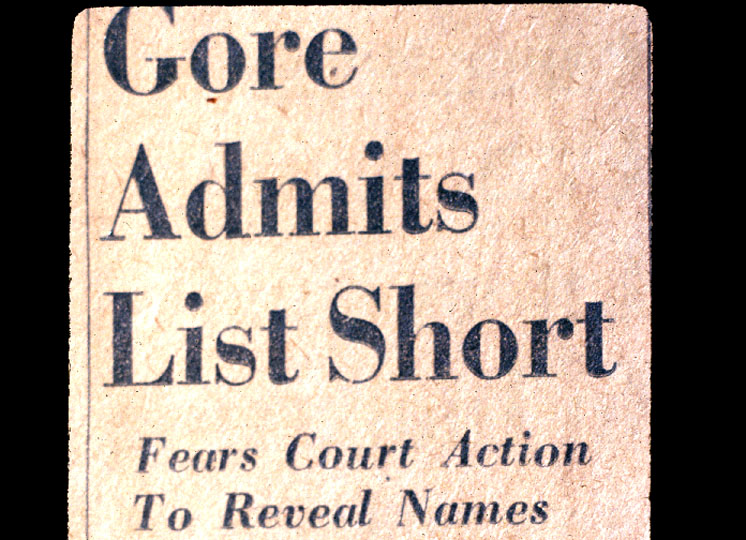 Gore
Admits
List Short
Fears Court Action
To Reveal Names